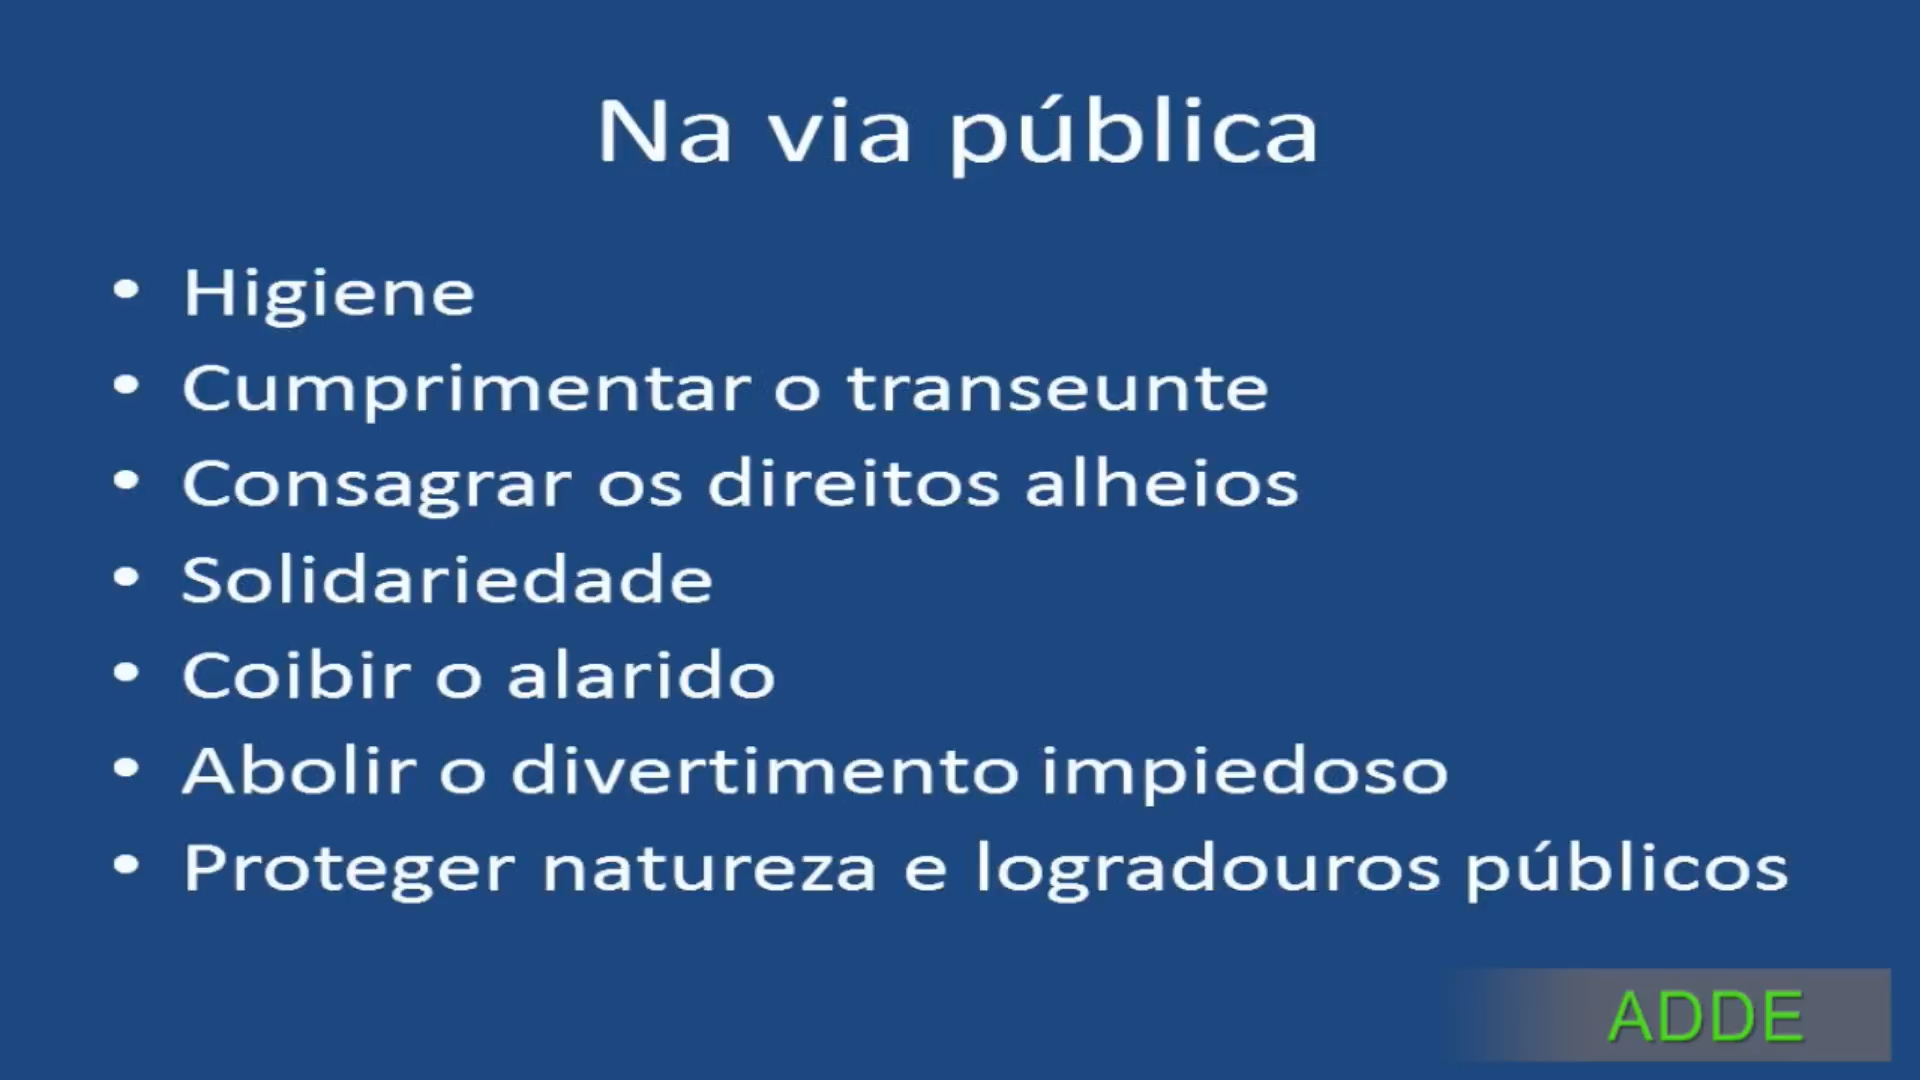 Na via pública
• Higiene
• Cumprimentar o transeunte
• Consagrar os direitos alheios
• Solidariedade
• Coibir o alarido
• Abolir o divertimento impiedoso
• Proteger natureza e logradouros públicos
ADDE